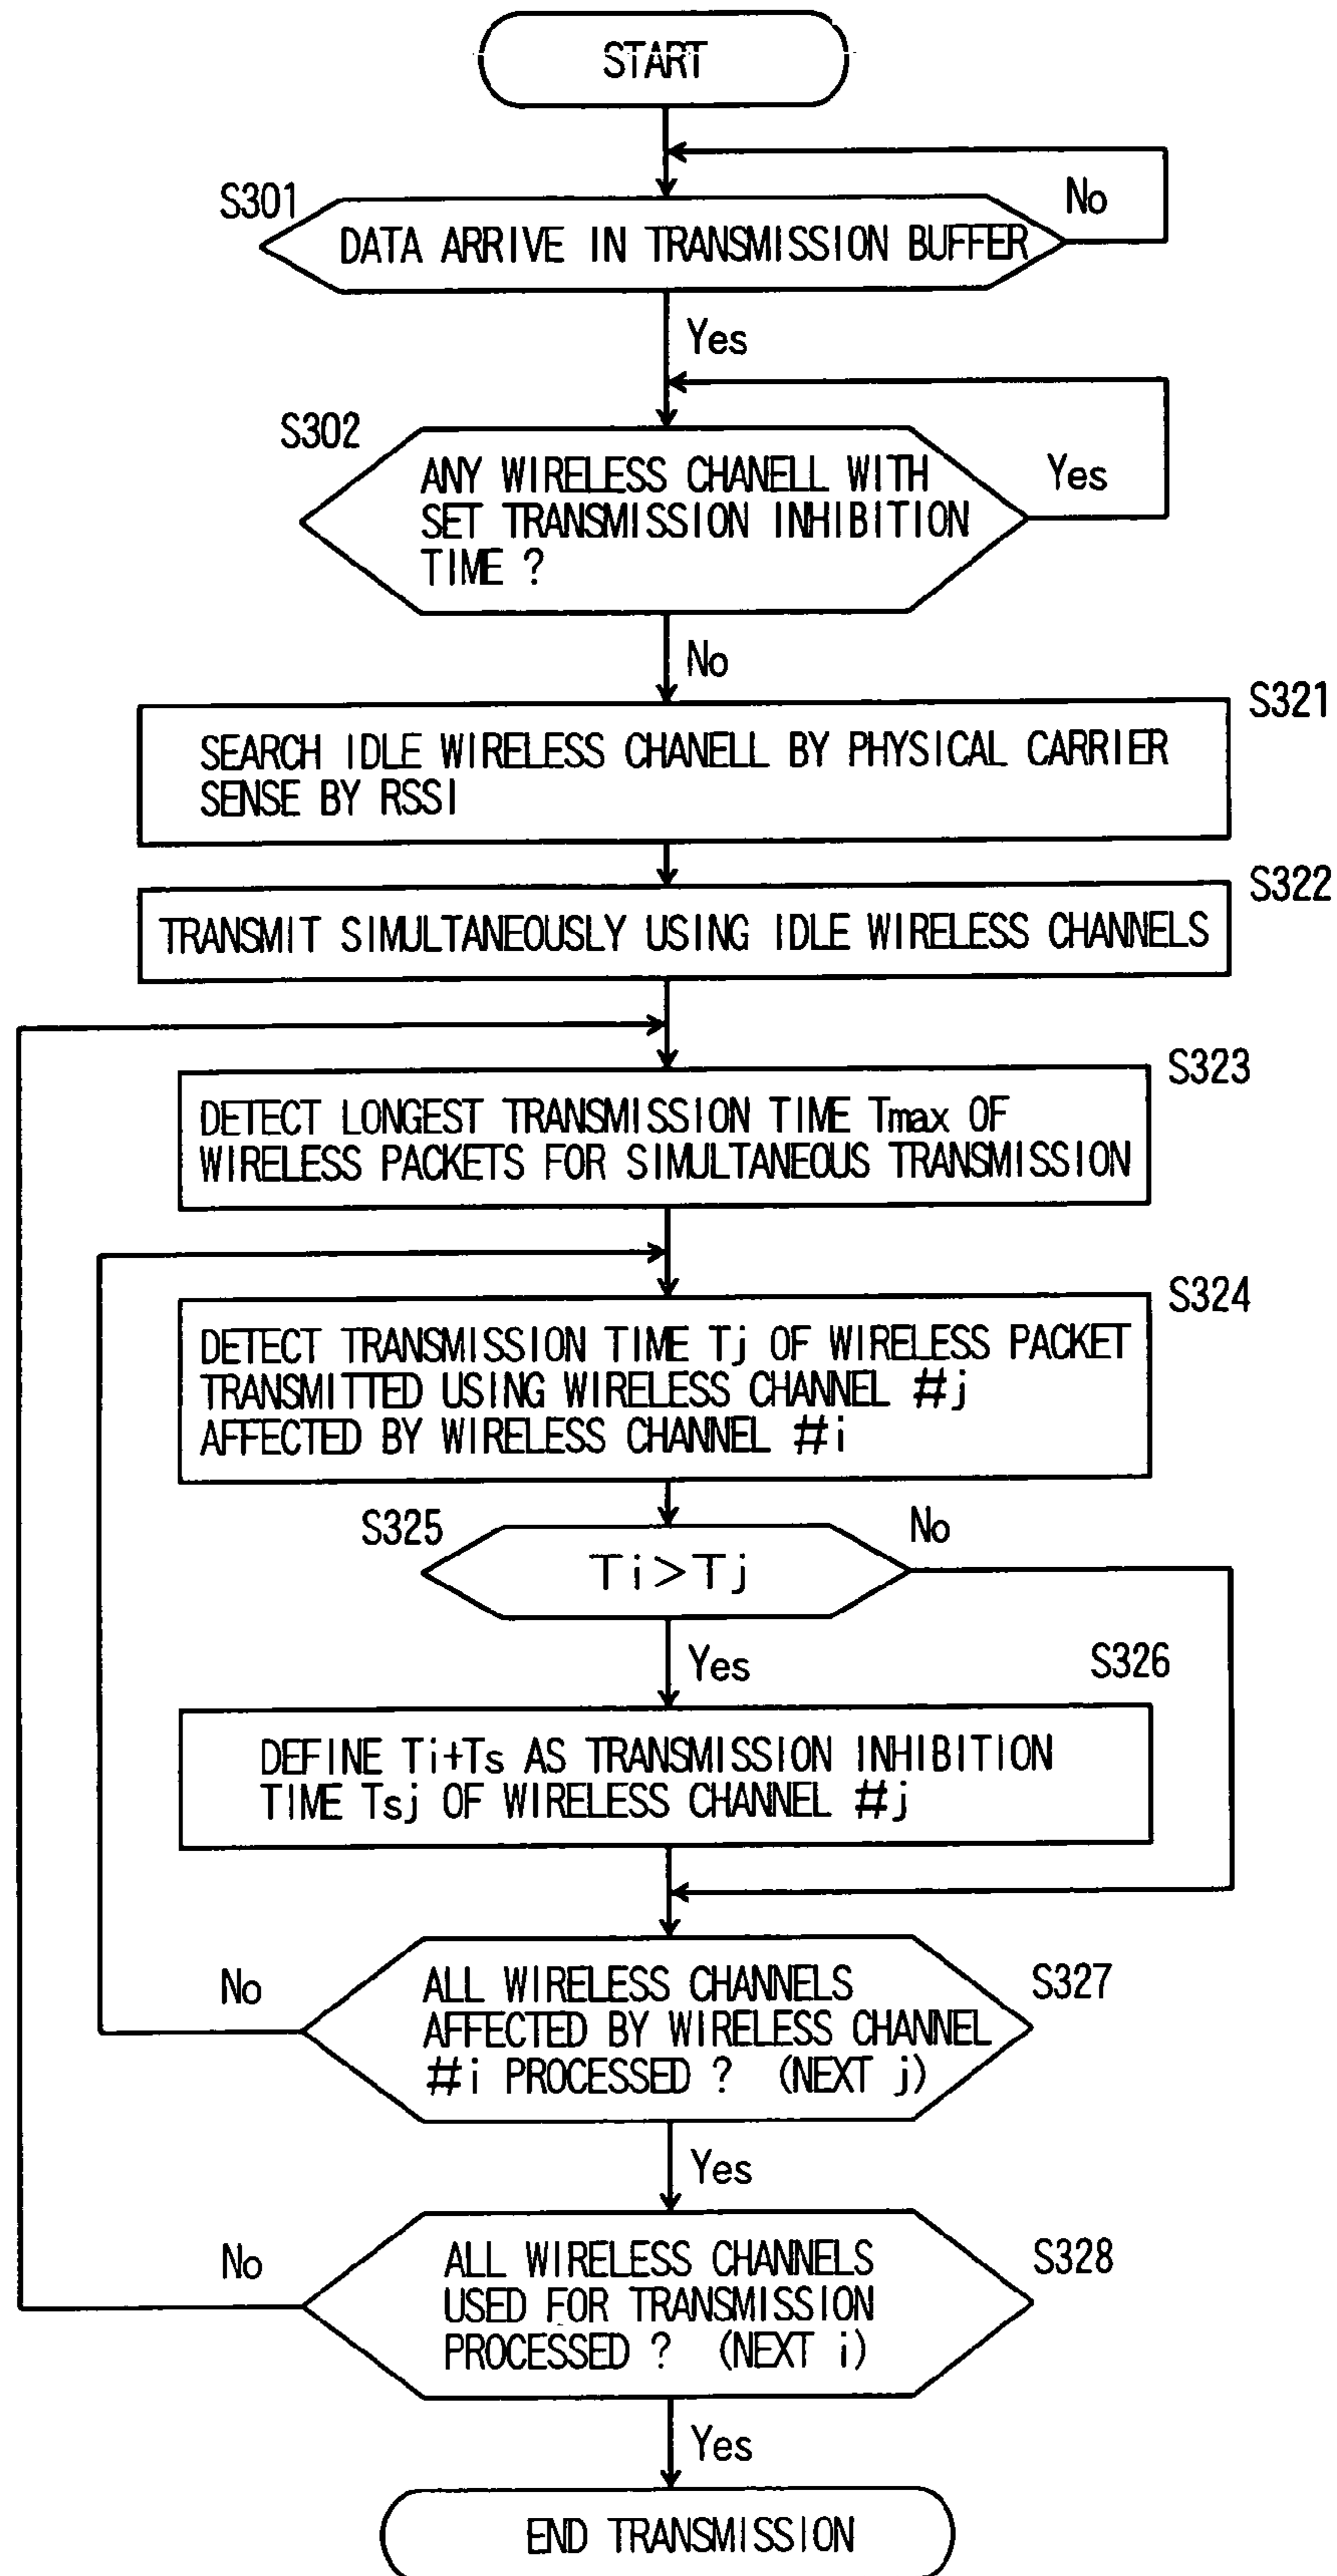 START
No
S301
DATA ARRIVE IN TRANSMISSION BUFFER
Yes
S302
ANY WIRELESS CHANELL WITH
SET TRANSMISSION INHIBITION
TIME ?
Yes
No
S321
SEARCH IDLE WIRELESS CHANELL BY PHYSICAL CARRIER
SENSE BY RSSI
S322
TRANSMIT SIMULTANEOUSLY USING IDLE WIRELESS CHANNELS
S323
DETECT LONGEST TRANSMISSION TIME Tmax OF
WIRELESS PACKETS FOR SIMULTANEOUS TRANSMISSION
S324
DETECT TRANSMISSION TIME Tj OF WIRELESS PACKET
TRANSMITTED USING WIRELESS CHANNEL #j
AFFECTED BY WIRELESS CHANNEL #i
S325
No
Ti>Tj
Yes
S326
DEFINE Ti+Ts AS TRANSMISSION INHIBITION
TIME Tsj OF WIRELESS CHANNEL #j
No
S327
ALL WIRELESS CHANNELS
AFFECTED BY WIRELESS CHANNEL
#i PROCESSED ? (NEXT j)
Yes
No
S328
ALL WIRELESS CHANNELS
USED FOR TRANSMISSION
PROCESSED ? (NEXT i)
Yes
END TRANSMISSION